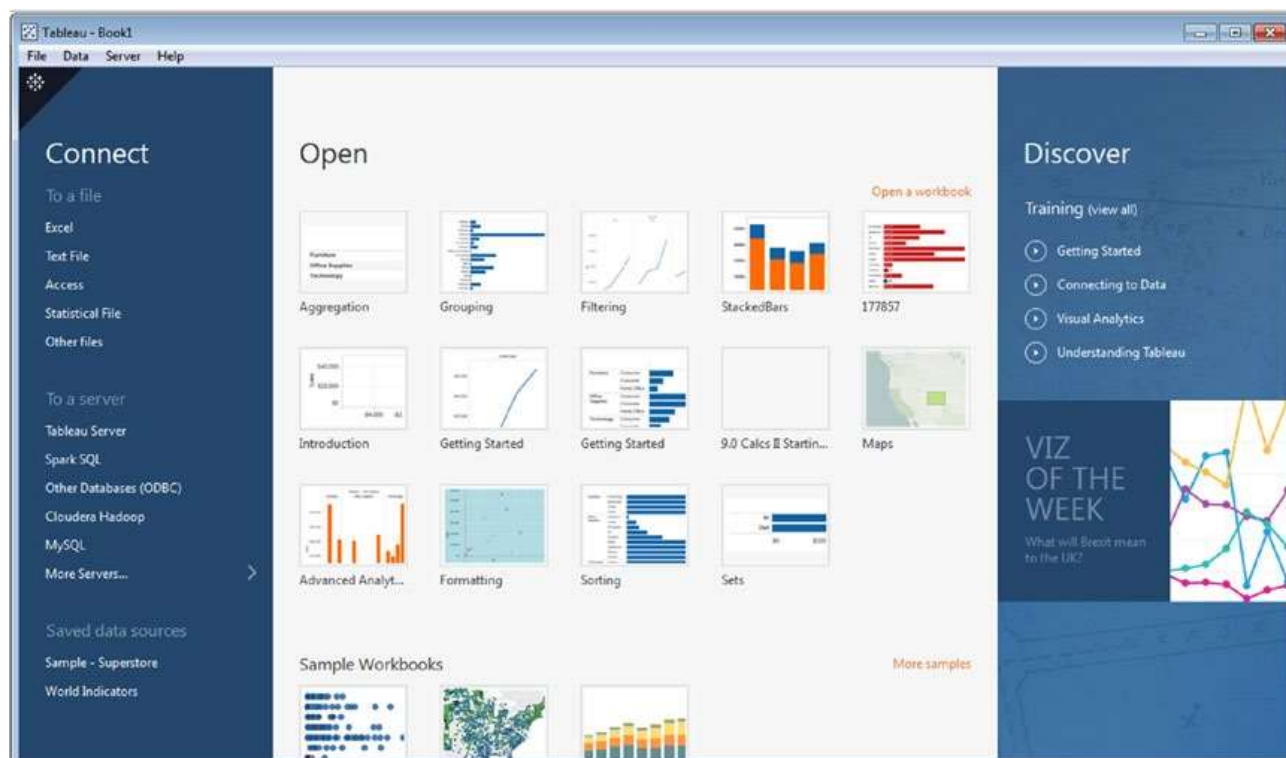 Tableau - Book1
File Data Server Help
Connect
To a file
Excel
Text File
Access
Statistical File
Other files
To a server
Tableau Server
Spark SQL
Other Databases (ODBC)
Cloudera Hadoop
MySQL
More Servers...
Saved data sources
Sample - Superstore
World Indicators
Open
Open a workbook
Furniture
Office Supplies
Technology
Aggregation Grouping Filtering StackedBars 177857
Introduction Getting Started Getting Started 9.0 Calcs II Startin... Maps
Advanced Analyt... Formatting Sorting Sets
Sample Workbooks More samples
Discover
Training (view all)
Getting Started
Connecting to Data
Visual Analytics
Understanding Tableau
VIZ
OF THE
WEEK
What will Brexit mean
to the UK?